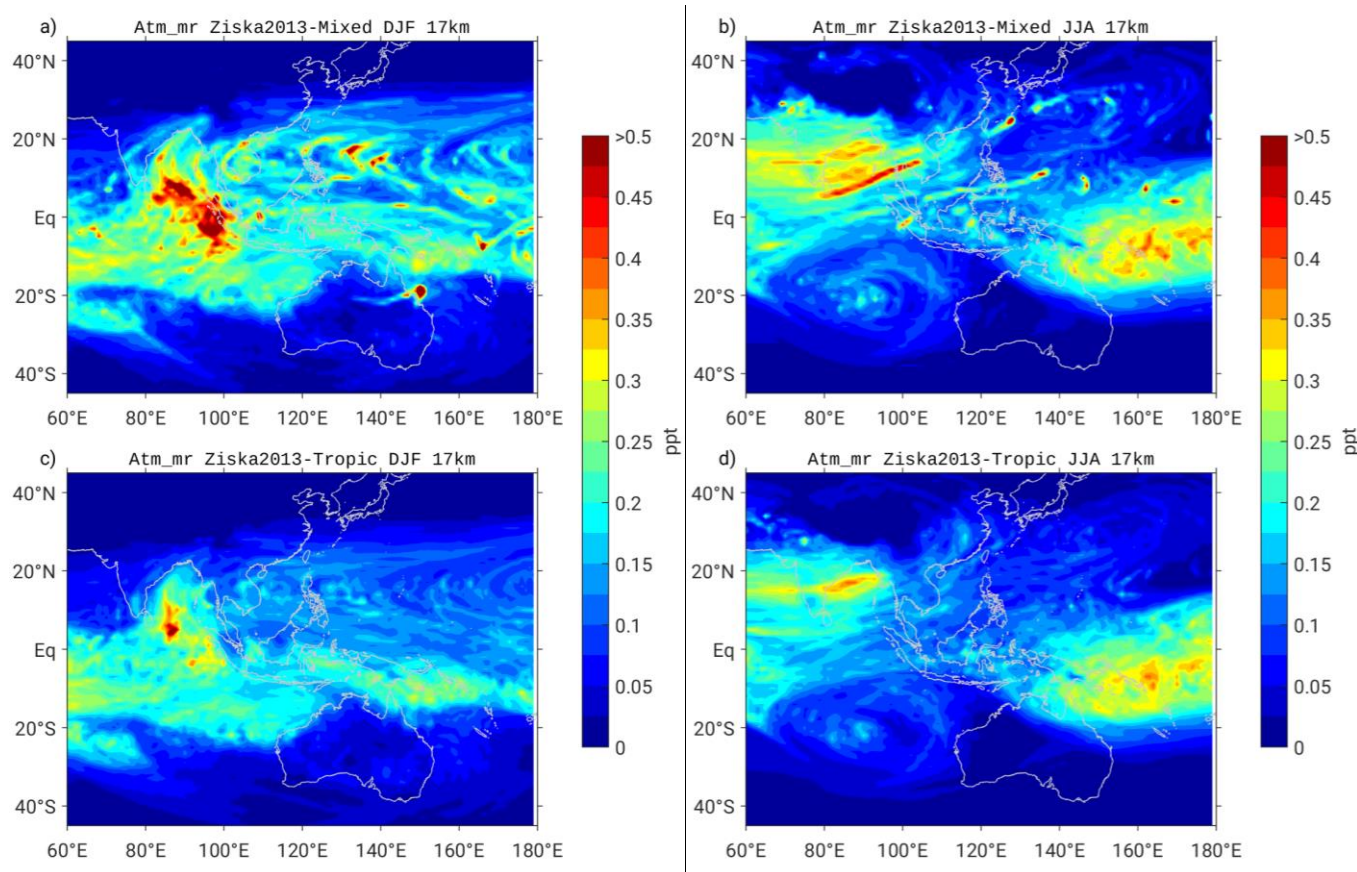 a) Atm_mr Ziska2013-Mixed DJF 17km
40°N
20°N
Eq
20°S
40°S
60°E 80°E 100°E 120°E 140°E 160°E 180°E
>0.5
0.45
0.4
0.35
0.3
0.25
0.2
0.15
0.1
0.05
0
ppt
b) Atm_mr Ziska2013-Mixed JJA 17km
40°N
20°N
Eq
20°S
40°S
60°E 80°E 100°E 120°E 140°E 160°E 180°E
>0.5
0.45
0.4
0.35
0.3
0.25
0.2
0.15
0.1
0.05
0
ppt
c) Atm_mr Ziska2013-Tropic DJF 17km
40°N
20°N
Eq
20°S
40°S
60°E 80°E 100°E 120°E 140°E 160°E 180°E
d) Atm_mr Ziska2013-Tropic JJA 17km
40°N
20°N
Eq
20°S
40°S
60°E 80°E 100°E 120°E 140°E 160°E 180°E